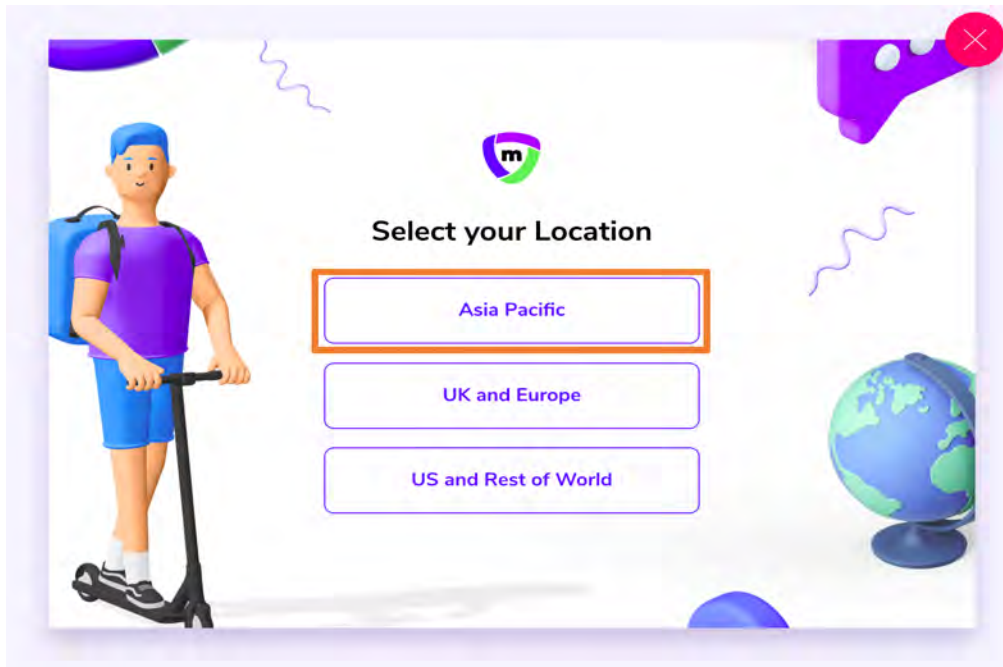 m
Select your Location
Asia Pacific
UK and Europe
US and Rest of World